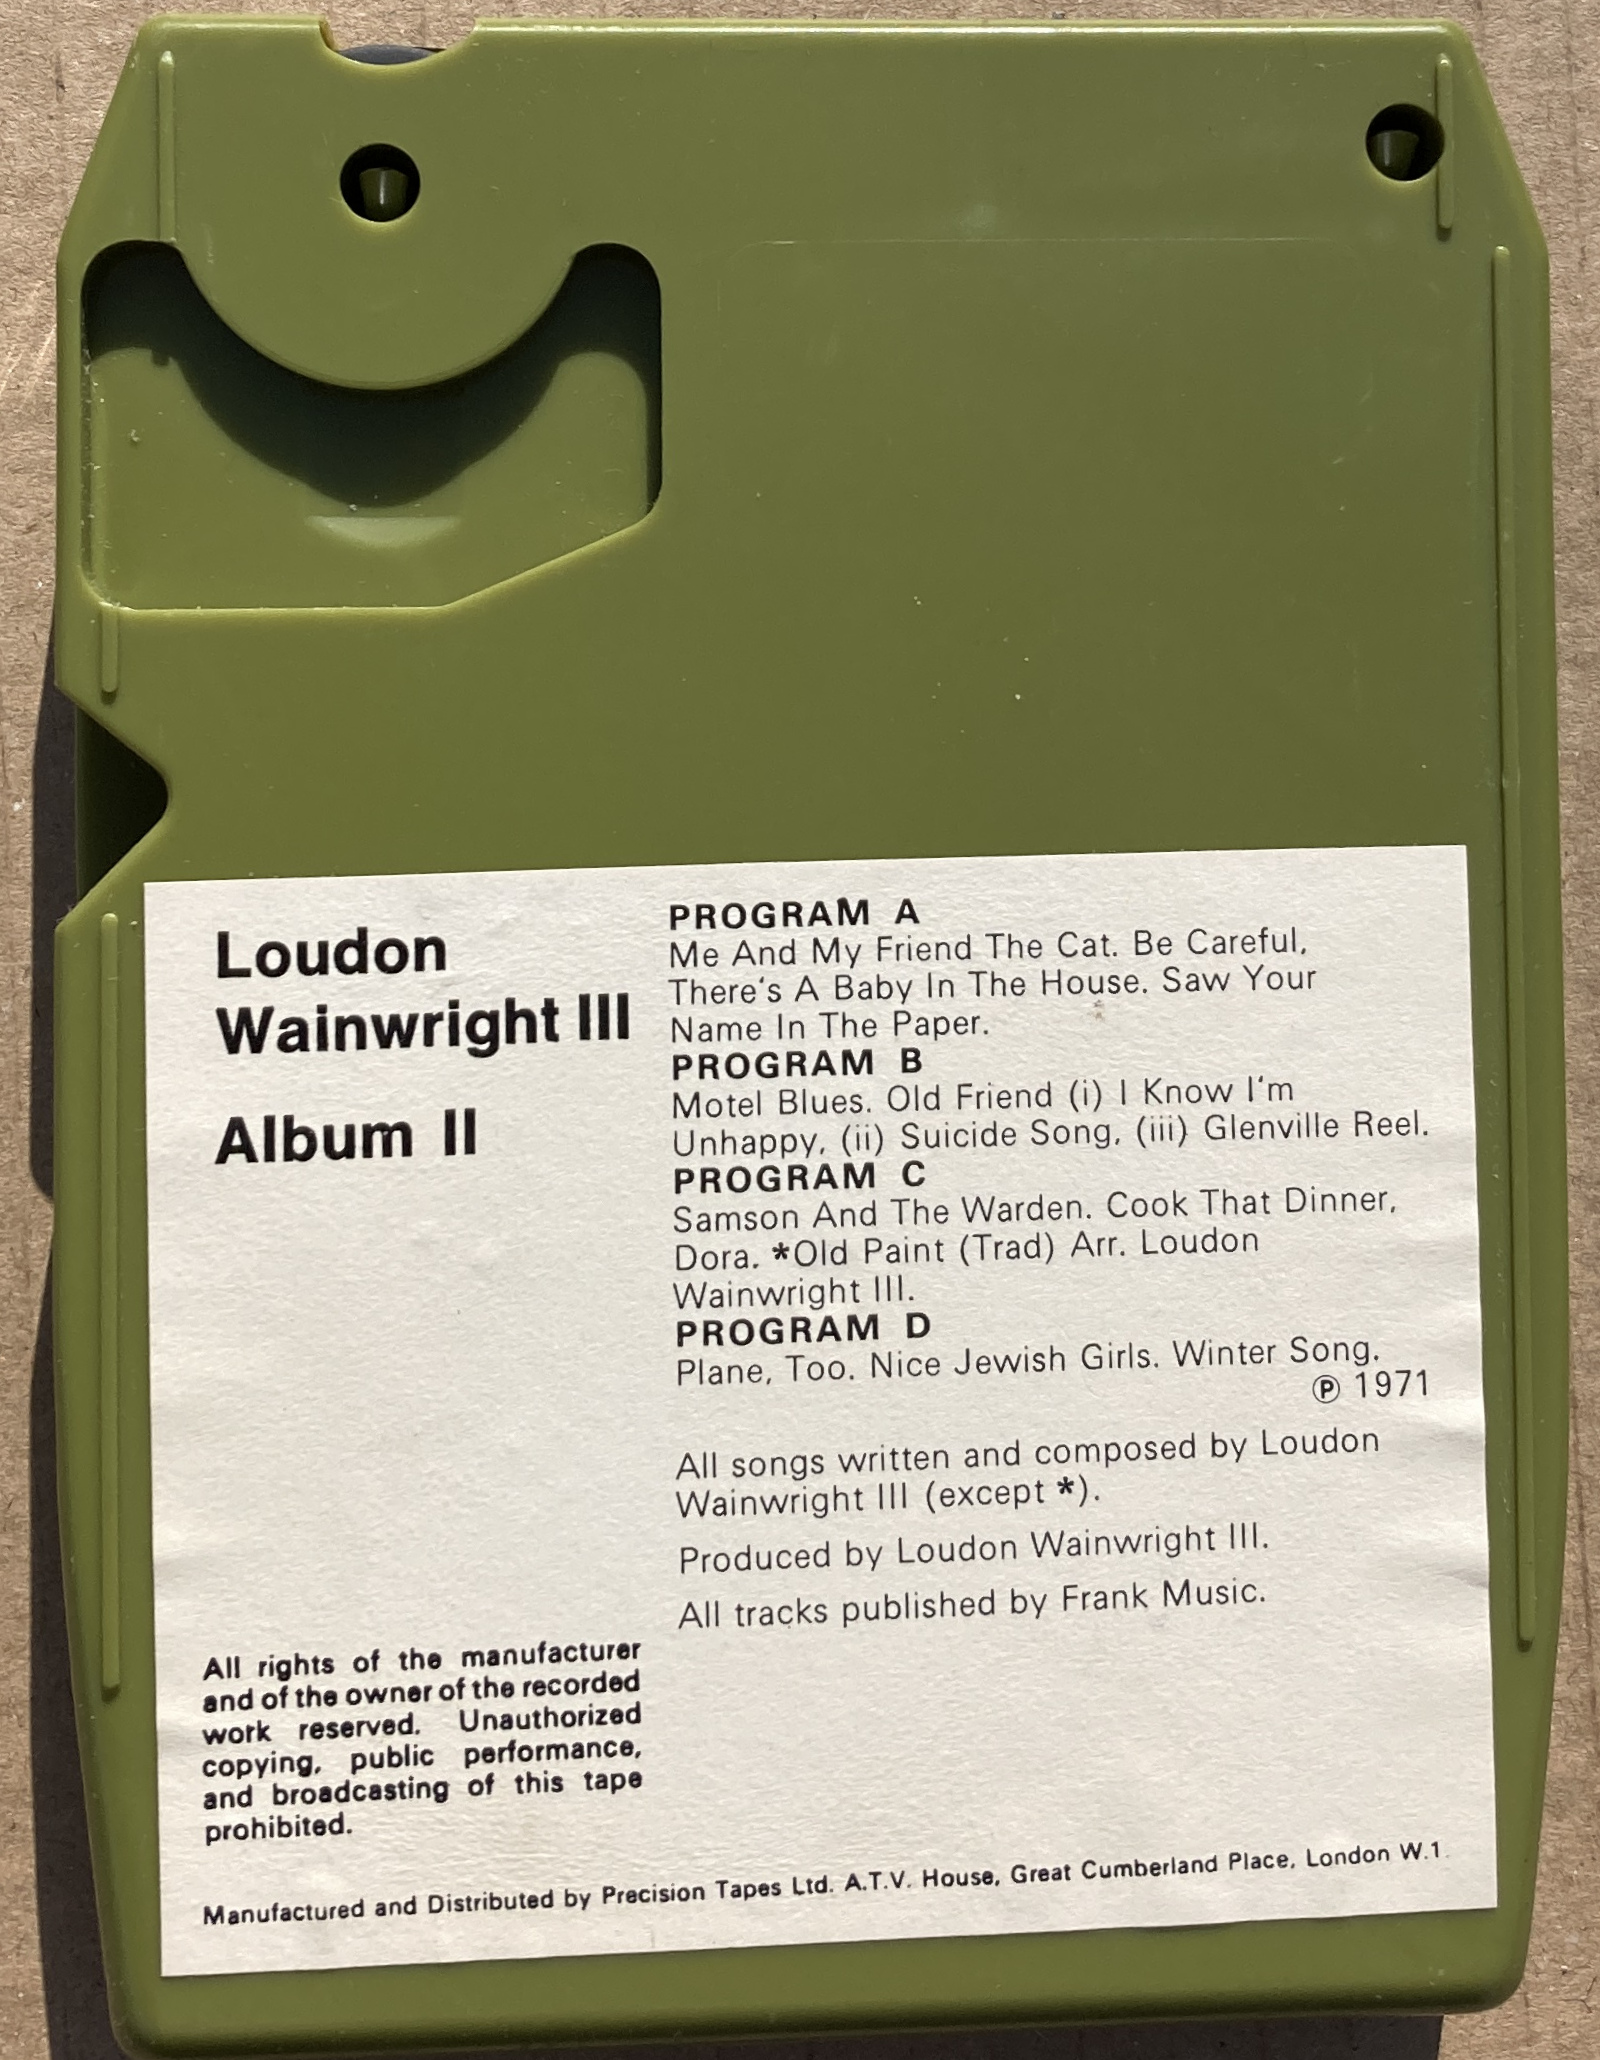 Loudon
Wainwright III
Album II
PROGRAM A
Me And My Friend The Cat. Be Careful,
There's A Baby In The House. Saw Your
Name In The Paper.
PROGRAM B
Motel Blues. Old Friend (i) I Know I'm
Unhappy, (ii) Suicide Song, (iii) Glenville Reel.
PROGRAM C
Samson And The Warden. Cook That Dinner,
Dora. *Old Paint (Trad) Arr. Loudon
Wainwright III.
PROGRAM D
Plane, Too. Nice Jewish Girls. Winter Song.
℗ 1971
All songs written and composed by Loudon
Wainwright III (except *).
Produced by Loudon Wainwright III.
All tracks published by Frank Music.
All rights of the manufacturer
and of the owner of the recorded
work reserved. Unauthorized
copying, public performance,
and broadcasting of this tape
prohibited.
Manufactured and Distributed by Precision Tapes Ltd. A.T.V. House, Great Cumberland Place, London W.1.